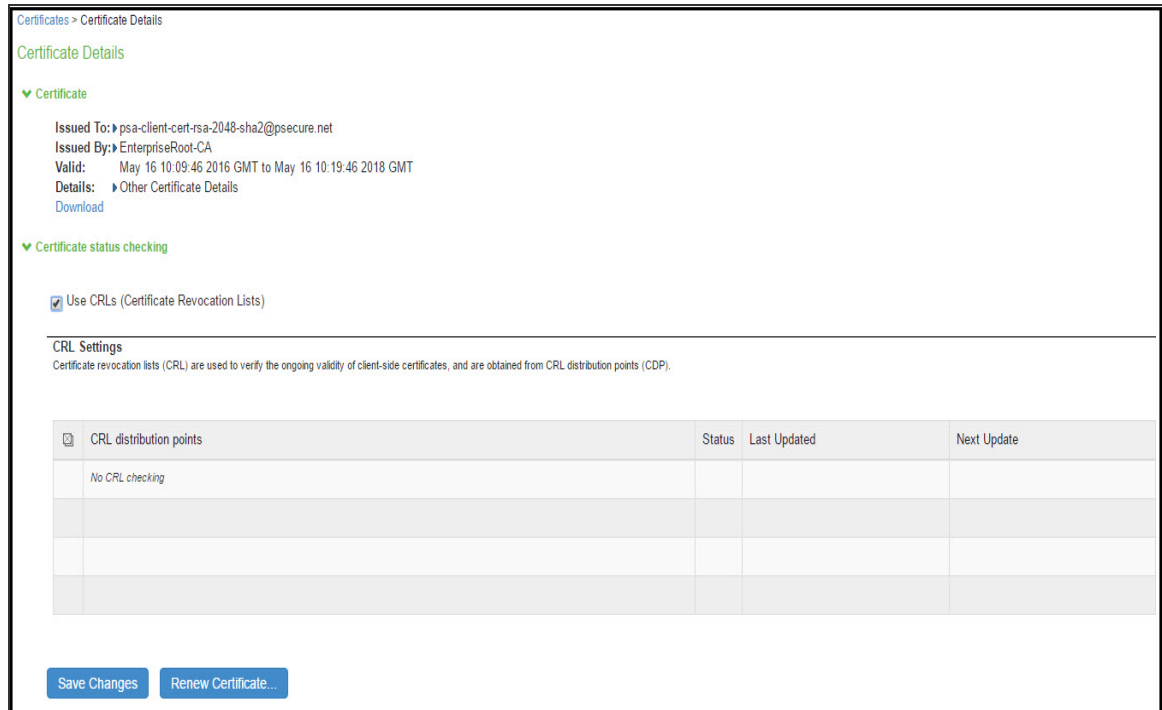 Certificates > Certificate Details
Certificate Details
Certificate
Issued To: psa-client-cert-rsa-2048-sha2@psecure.net
Issued By: EnterpriseRoot-CA
Valid: May 16 10:09:46 2016 GMT to May 16 10:19:46 2018 GMT
Details: Other Certificate Details
Download
Certificate status checking
Use CRLs (Certificate Revocation Lists)
CRL Settings
Certificate revocation lists (CRL) are used to verify the ongoing validity of client-side certificates, and are obtained from CRL distribution points (CDP).
CRL distribution points Status Last Updated Next Update
No CRL checking
Save Changes Renew Certificate...